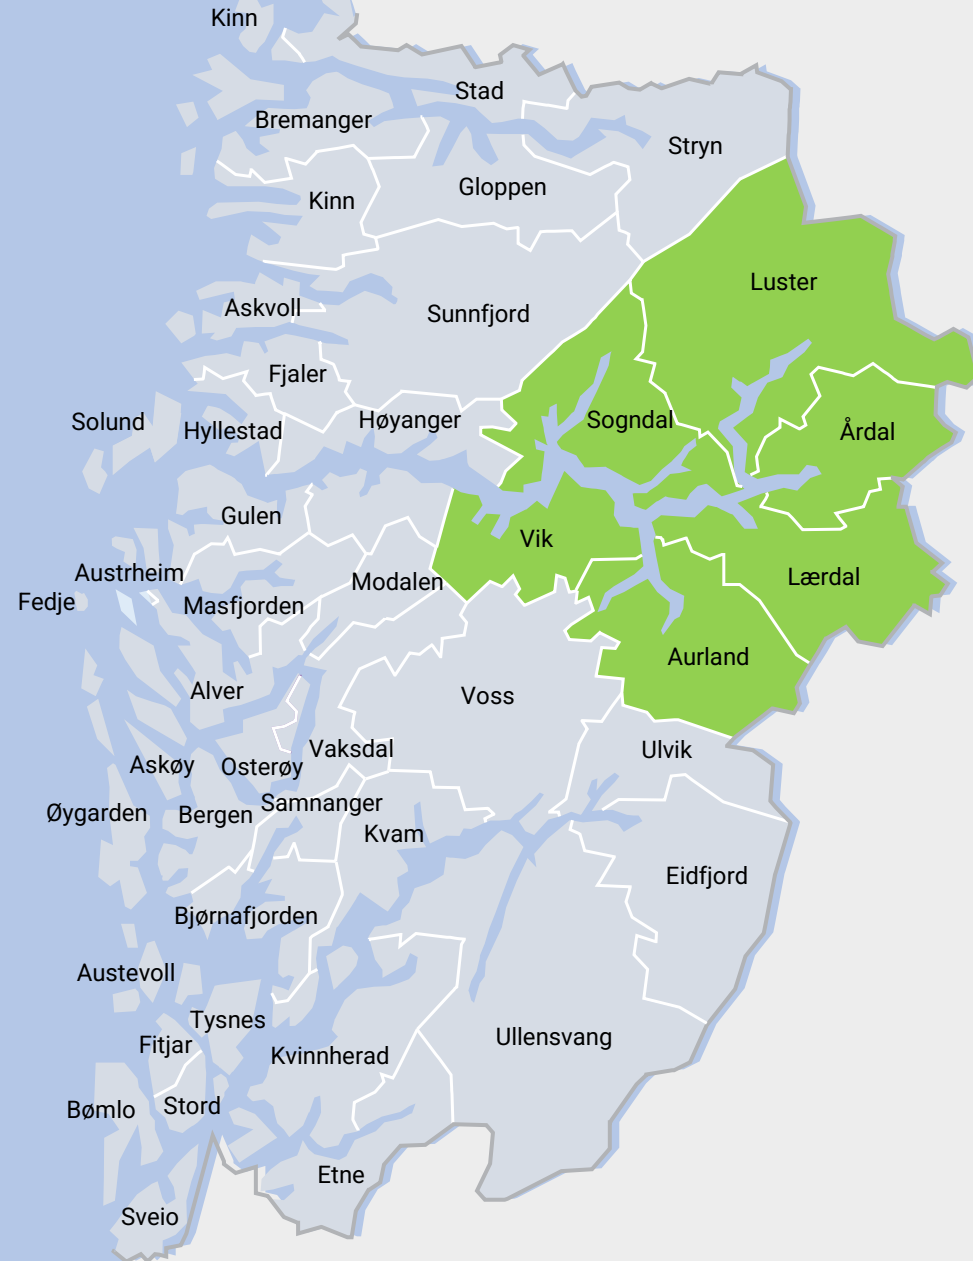 Kinn
Stad
Bremanger
Stryn
Gloppen
Kinn
Luster
Askvoll
Sunnfjord
Fjaler
Solund
Hyllestad
Høyanger
Sogndal
Årdal
Gulen
Vik
Austrheim
Modalen
Lærdal
Fedje
Masfjorden
Aurland
Alver
Voss
Vaksdal
Ulvik
Askøy
Osterøy
Øygarden
Bergen
Samnanger
Kvam
Eidfjord
Bjørnafjorden
Austevoll
Tysnes
Ullensvang
Fitjar
Kvinnherad
Bømlo
Stord
Etne
Sveio